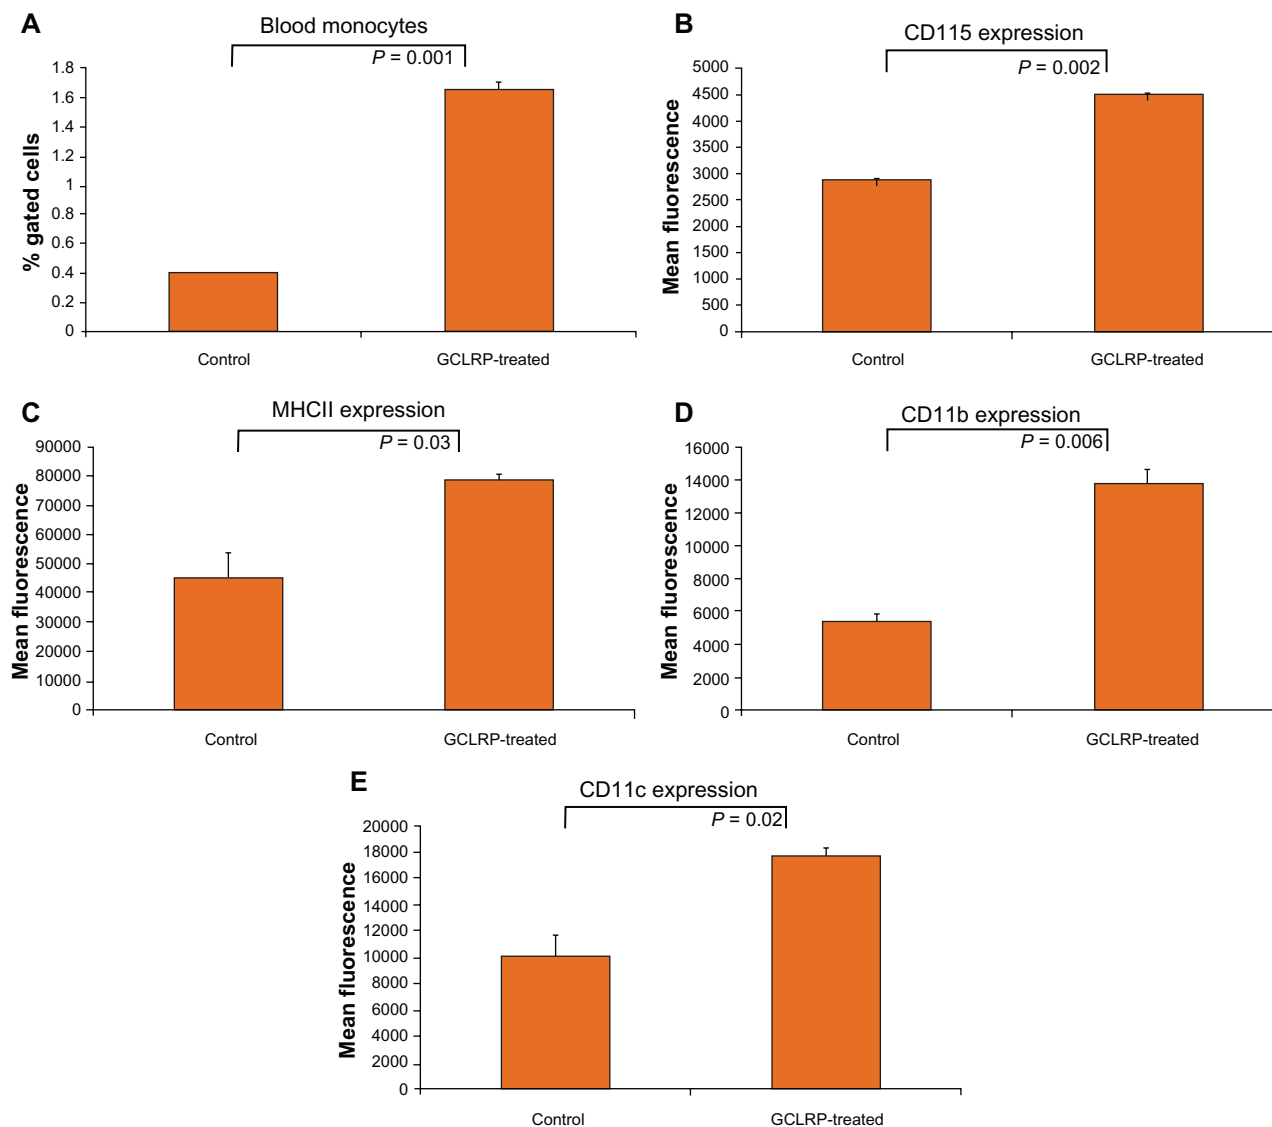 A
Blood monocytes
P = 0.001
% gated cells
1.8
1.6
1.4
1.2
1
0.8
0.6
0.4
0.2
0
Control
GCLRP-treated
B
CD115 expression
P = 0.002
Mean fluorescence
5000
4500
4000
3500
3000
2500
2000
1500
1000
500
0
Control
GCLRP-treated
C
MHCII expression
P = 0.03
Mean fluorescence
90000
80000
70000
60000
50000
40000
30000
20000
10000
0
Control
GCLRP-treated
D
CD11b expression
P = 0.006
Mean fluorescence
16000
14000
12000
10000
8000
6000
4000
2000
0
Control
GCLRP-treated
E
CD11c expression
P = 0.02
Mean fluorescence
20000
18000
16000
14000
12000
10000
8000
6000
4000
2000
0
Control
GCLRP-treated